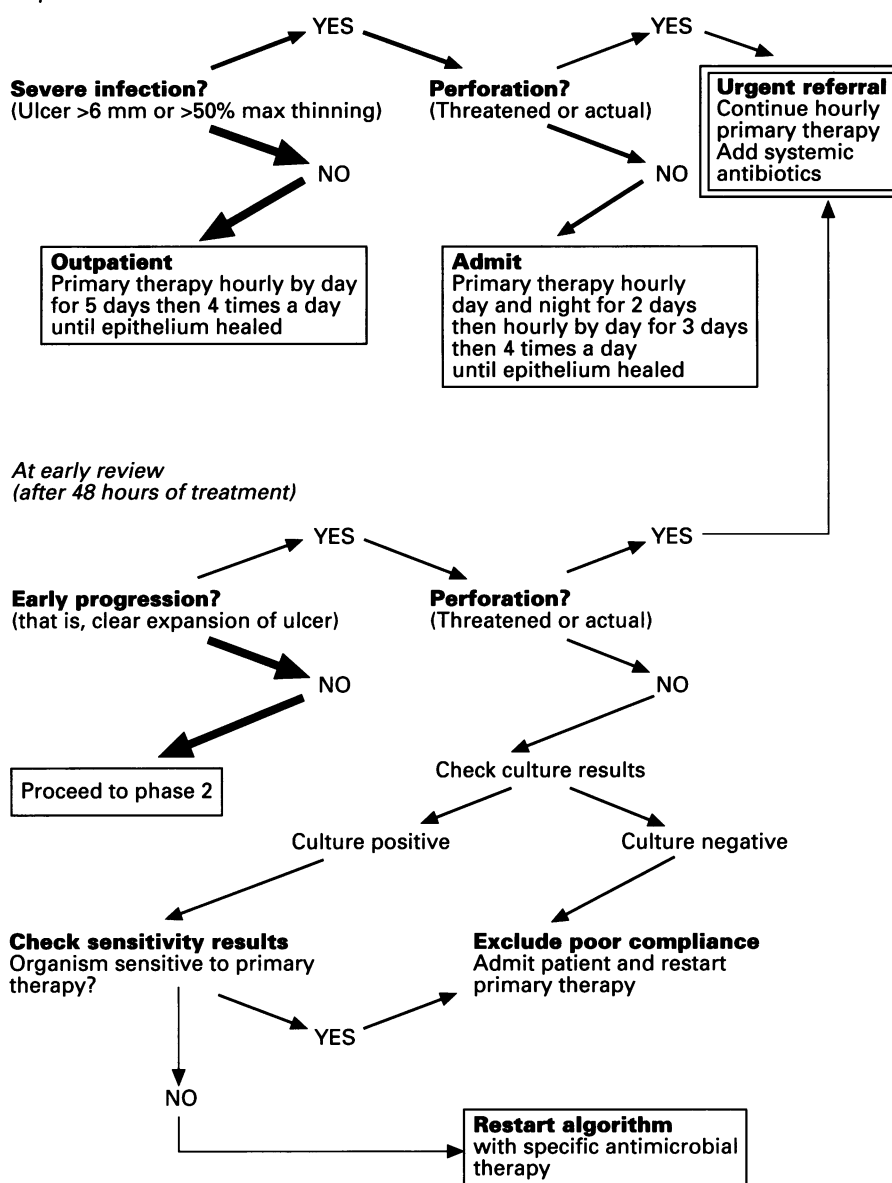 YES
YES
Severe infection?
(Ulcer >6 mm or >50% max thinning)
Perforation?
(Threatened or actual)
Urgent referral
Continue hourly
primary therapy
Add systemic
antibiotics
NO
NO
Outpatient
Primary therapy hourly by day
for 5 days then 4 times a day
until epithelium healed
Admit
Primary therapy hourly
day and night for 2 days
then hourly by day for 3 days
then 4 times a day
until epithelium healed
At early review
(after 48 hours of treatment)
YES
YES
Early progression?
(that is, clear expansion of ulcer)
Perforation?
(Threatened or actual)
NO
NO
Proceed to phase 2
Check culture results
Culture positive
Culture negative
Check sensitivity results
Organism sensitive to primary
therapy?
Exclude poor compliance
Admit patient and restart
primary therapy
YES
NO
Restart algorithm
with specific antimicrobial
therapy